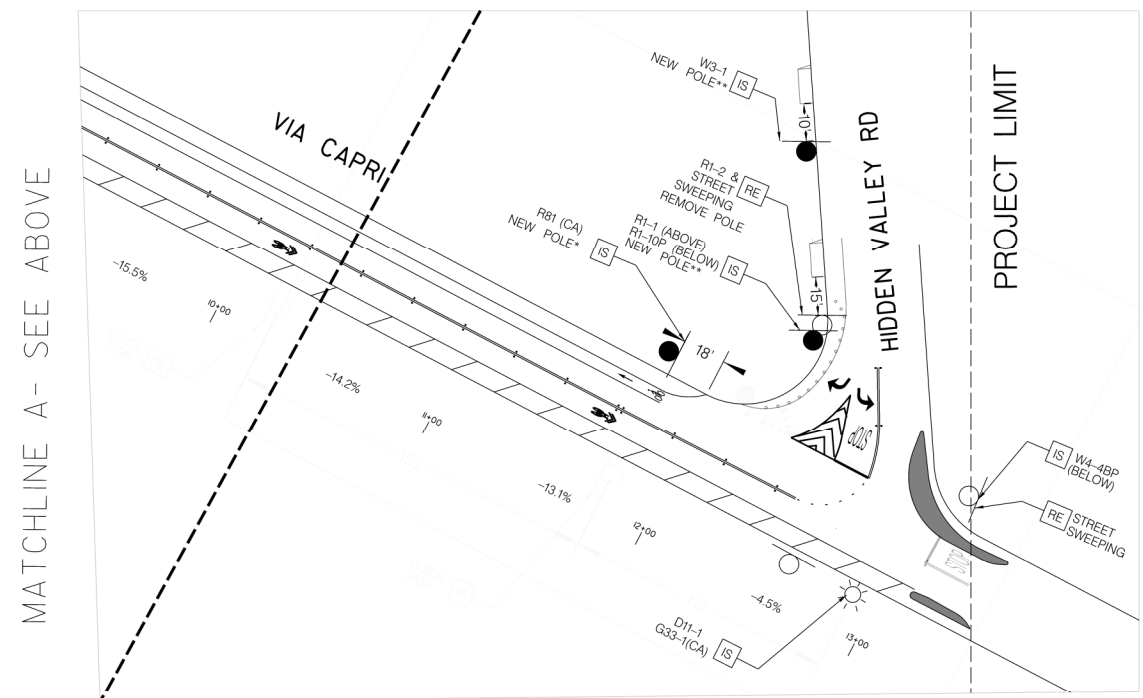 MATCHLINE A- SEE ABOVE
VIA CAPRI
W3-1
NEW POLE**
IS
10'
R1-2 &
STREET
SWEEPING
REMOVE POLE
RE
R81 (CA)
NEW POLE*
IS
R1-1 (ABOVE)
R1-10P (BELOW)
NEW POLE**
IS
15'
18'
HIDDEN VALLEY RD
PROJECT LIMIT
-15.5%
10+00
-14.2%
11+00
-13.1%
12+00
-4.5%
13+00
STOP
STOP
IS
W4-4BP
(BELOW)
RE
STREET
SWEEPING
D11-1
G33-1(CA)
IS